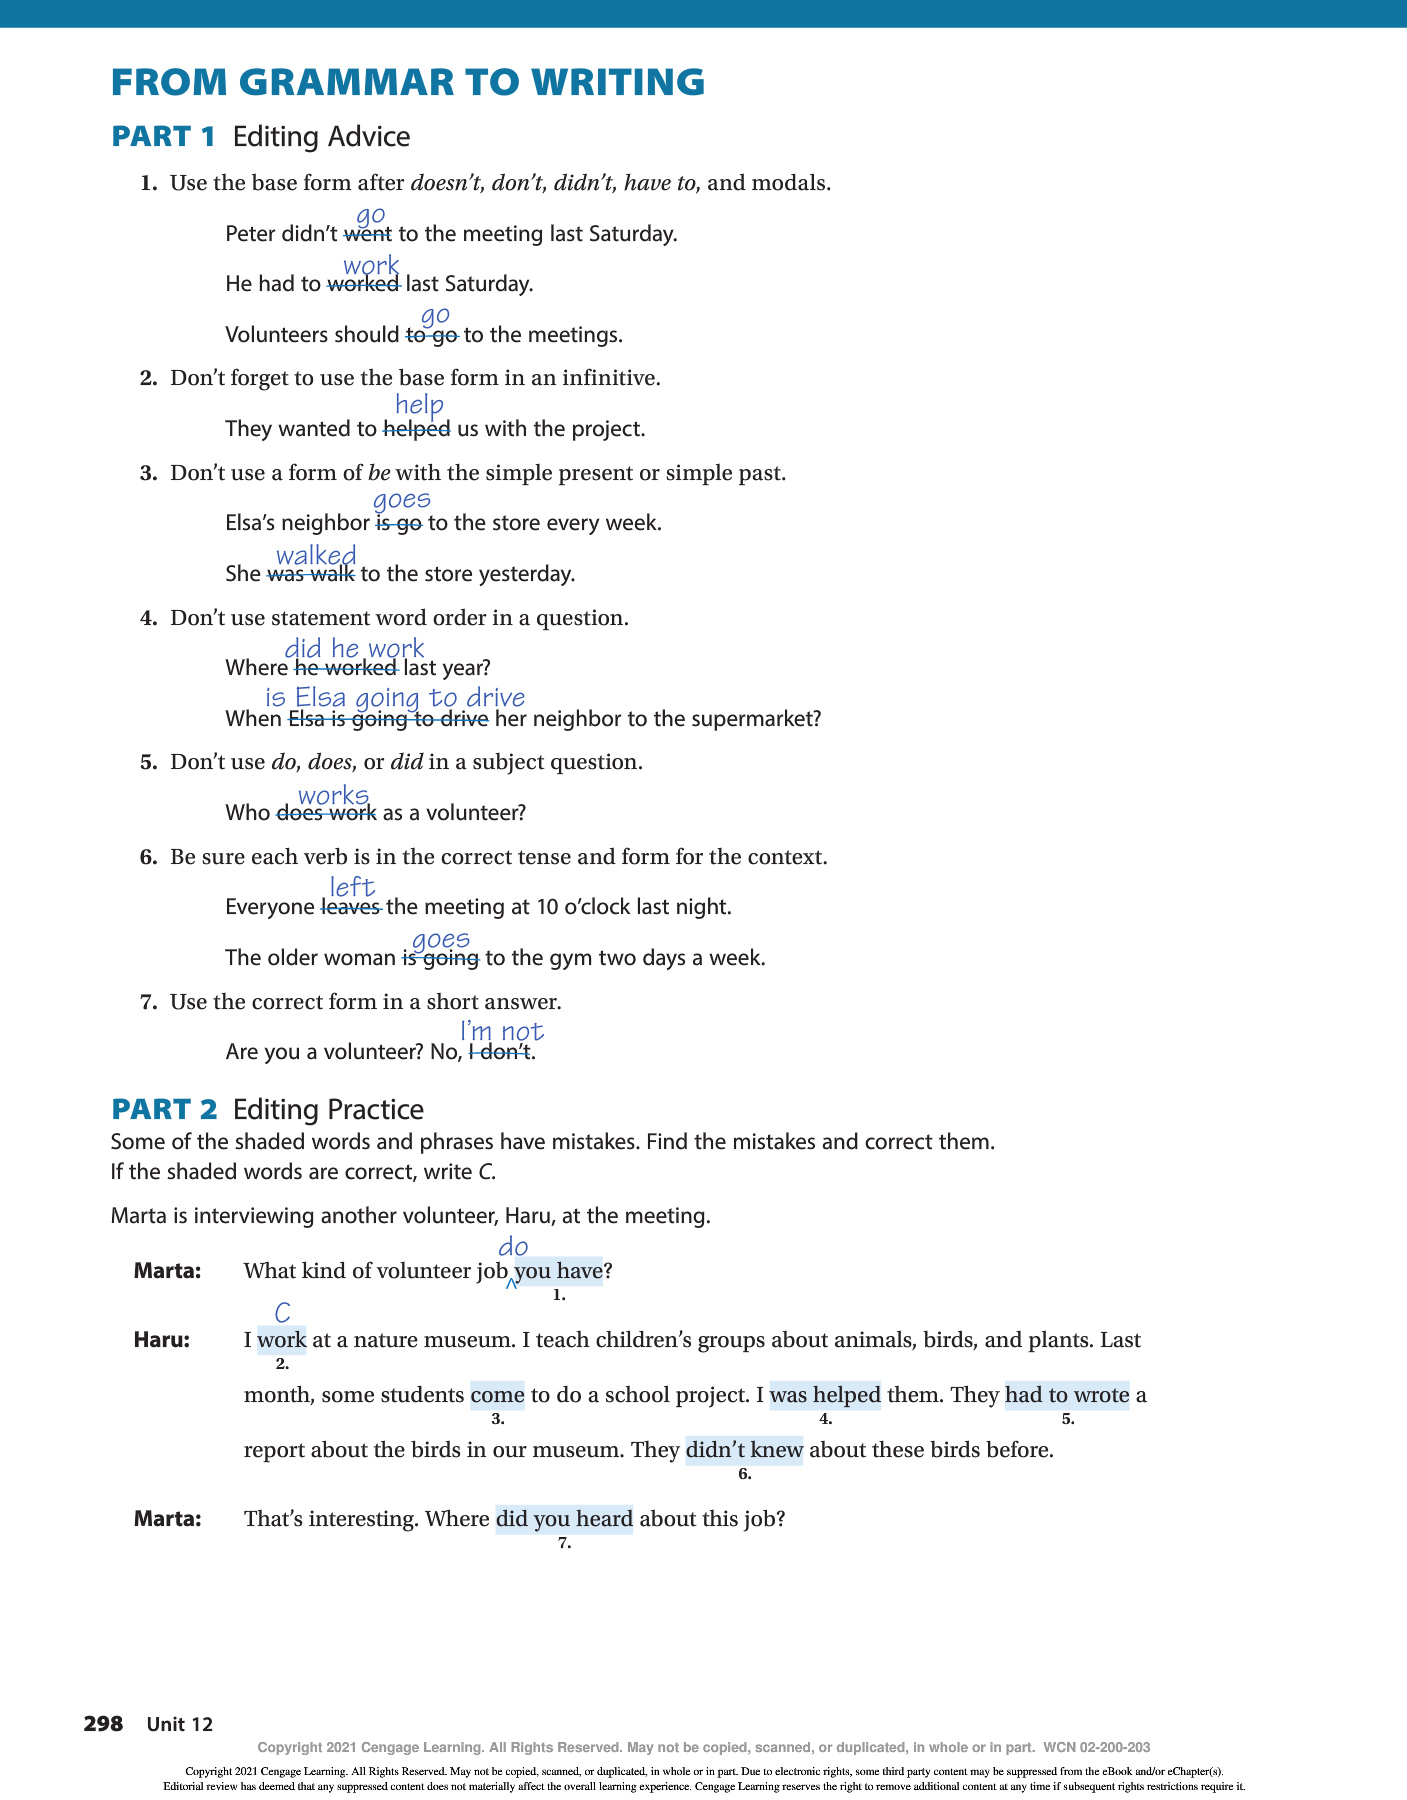 FROM GRAMMAR TO WRITING
PART 1 Editing Advice
1. Use the base form after doesn’t, don’t, didn’t, have to, and modals.
go
Peter didn’t went to the meeting last Saturday.
work
He had to worked last Saturday.
go
Volunteers should to go to the meetings.
2. Don’t forget to use the base form in an infinitive.
help
They wanted to helped us with the project.
3. Don’t use a form of be with the simple present or simple past.
goes
Elsa’s neighbor is go to the store every week.
walked
She was walk to the store yesterday.
4. Don’t use statement word order in a question.
did he work
Where he worked last year?
is Elsa going to drive
When Elsa is going to drive her neighbor to the supermarket?
5. Don’t use do, does, or did in a subject question.
works
Who does work as a volunteer?
6. Be sure each verb is in the correct tense and form for the context.
left
Everyone leaves the meeting at 10 o’clock last night.
goes
The older woman is going to the gym two days a week.
7. Use the correct form in a short answer.
I’m not
Are you a volunteer? No, I don’t.
PART 2 Editing Practice
Some of the shaded words and phrases have mistakes. Find the mistakes and correct them.
If the shaded words are correct, write C.
Marta is interviewing another volunteer, Haru, at the meeting.
do
Marta: What kind of volunteer job ^ you have?
1.
C
Haru: I work at a nature museum. I teach children’s groups about animals, birds, and plants. Last
2.
month, some students come to do a school project. I was helped them. They had to wrote a
3. 4. 5.
report about the birds in our museum. They didn’t knew about these birds before.
6.
Marta: That’s interesting. Where did you heard about this job?
7.
298 Unit 12
Copyright 2021 Cengage Learning. All Rights Reserved. May not be copied, scanned, or duplicated, in whole or in part. WCN 02-200-203
Copyright 2021 Cengage Learning. All Rights Reserved. May not be copied, scanned, or duplicated, in whole or in part. Due to electronic rights, some third party content may be suppressed from the eBook and/or eChapter(s).
Editorial review has deemed that any suppressed content does not materially affect the overall learning experience. Cengage Learning reserves the right to remove additional content at any time if subsequent rights restrictions require it.